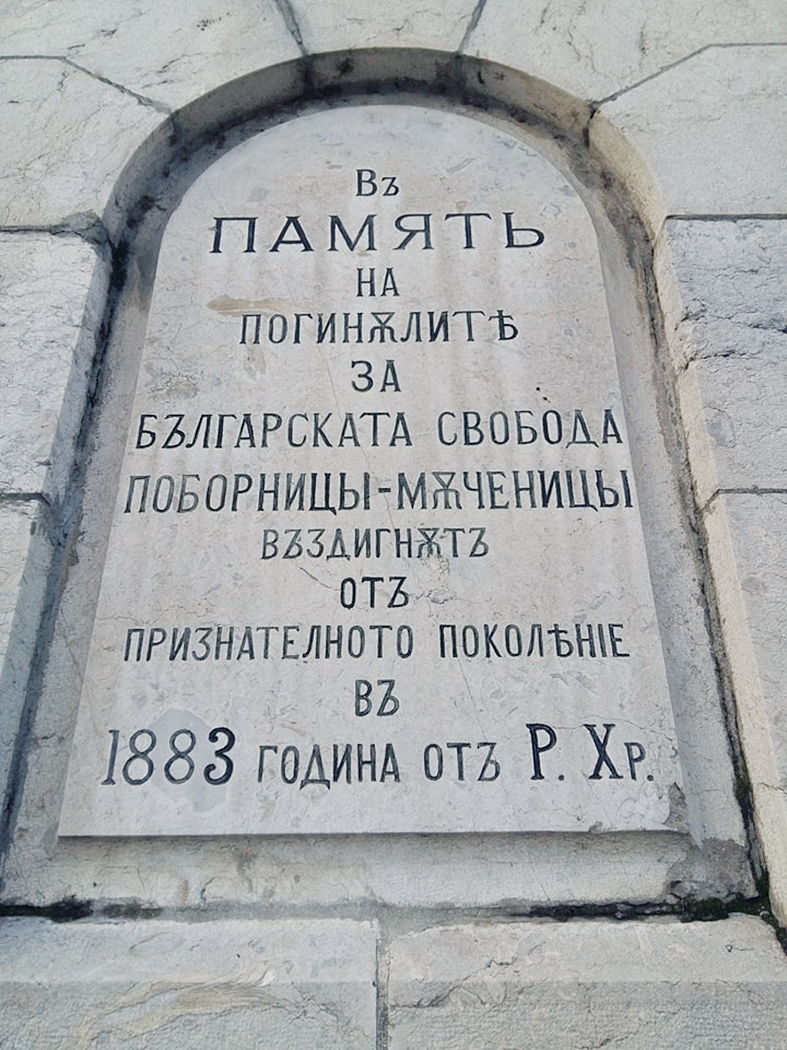 Въ
ПАМЯТЬ
НА
ПОГИНѪЛИТѢ
ЗА
БЪЛГАРСКАТА СВОБОДА
ПОБОРНИЦЫ-МѪЧЕНИЦЫ
ВЪЗДИГНѪТЪ
ОТЪ
ПРИЗНАТЕЛНОТО ПОКОЛѢНІЕ
ВЪ
1883 ГОДИНА ОТЪ Р. ХР.